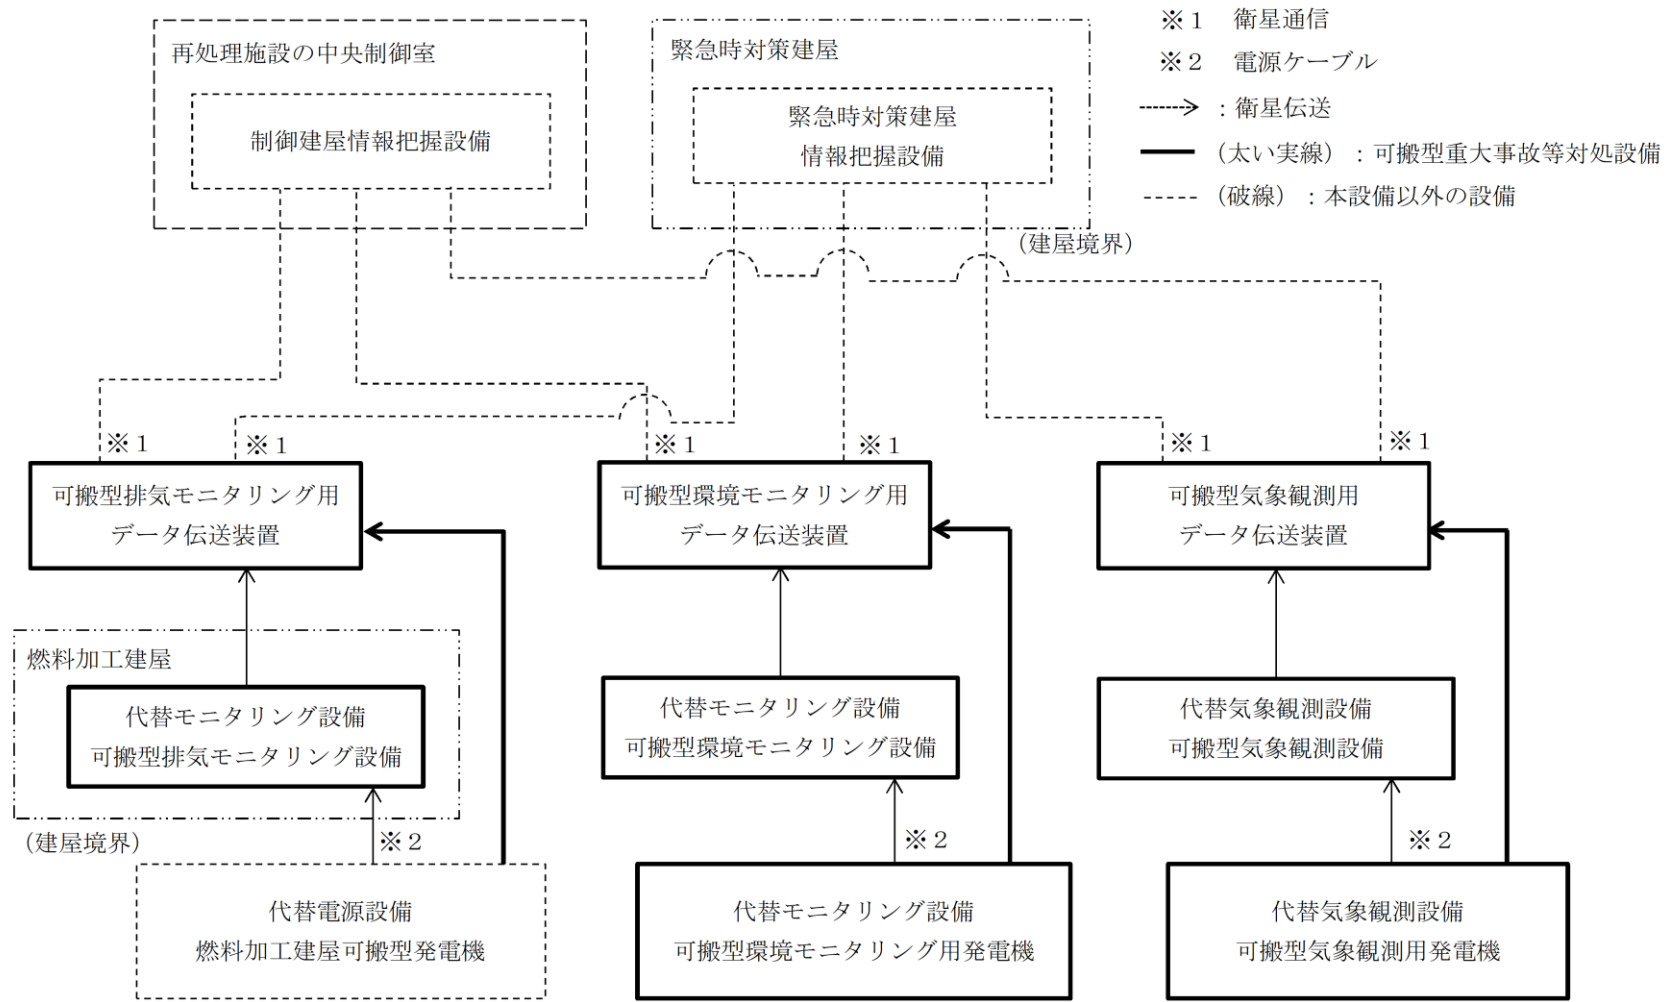 再処理施設の中央制御室
制御建屋情報把握設備
緊急時対策建屋
緊急時対策建屋
情報把握設備
(建屋境界)
※1 衛星通信
※2 電源ケーブル
:衛星伝送
(太い実線):可搬型重大事故等対処設備
(破線):本設備以外の設備
※1
※1
※1
※1
※1
※1
可搬型排気モニタリング用
データ伝送装置
可搬型環境モニタリング用
データ伝送装置
可搬型気象観測用
データ伝送装置
燃料加工建屋
代替モニタリング設備
可搬型排気モニタリング設備
(建屋境界)
代替モニタリング設備
可搬型環境モニタリング設備
代替気象観測設備
可搬型気象観測設備
※2
※2
※2
代替電源設備
燃料加工建屋可搬型発電機
代替モニタリング設備
可搬型環境モニタリング用発電機
代替気象観測設備
可搬型気象観測用発電機